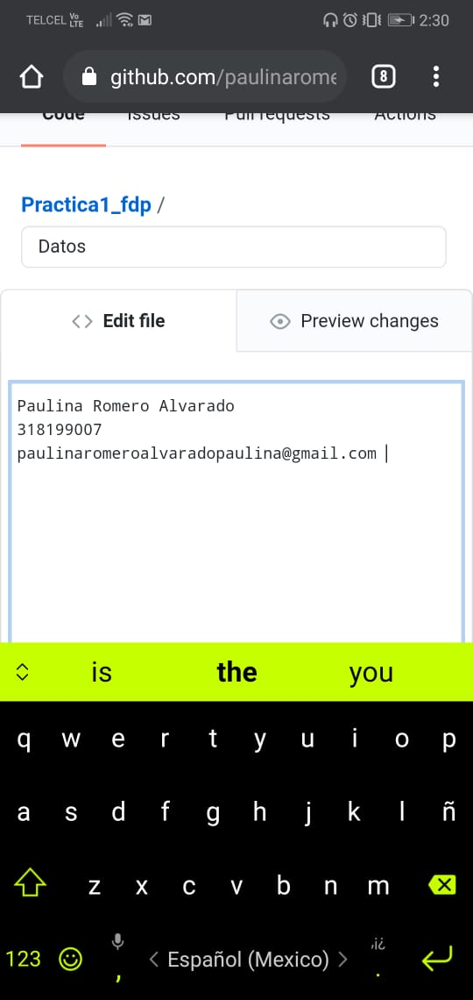 TELCEL Vo LTE 2:30
github.com/paulinarome 8
Code Issues Pull requests Actions
Practica1_fdp /
Datos
<> Edit file Preview changes
Paulina Romero Alvarado
318199007
paulinaromeroalvaradopaulina@gmail.com
is the you
q w e r t y u i o p
a s d f g h j k l ñ
z x c v b n m
,i¿
123 , < Español (Mexico) > .